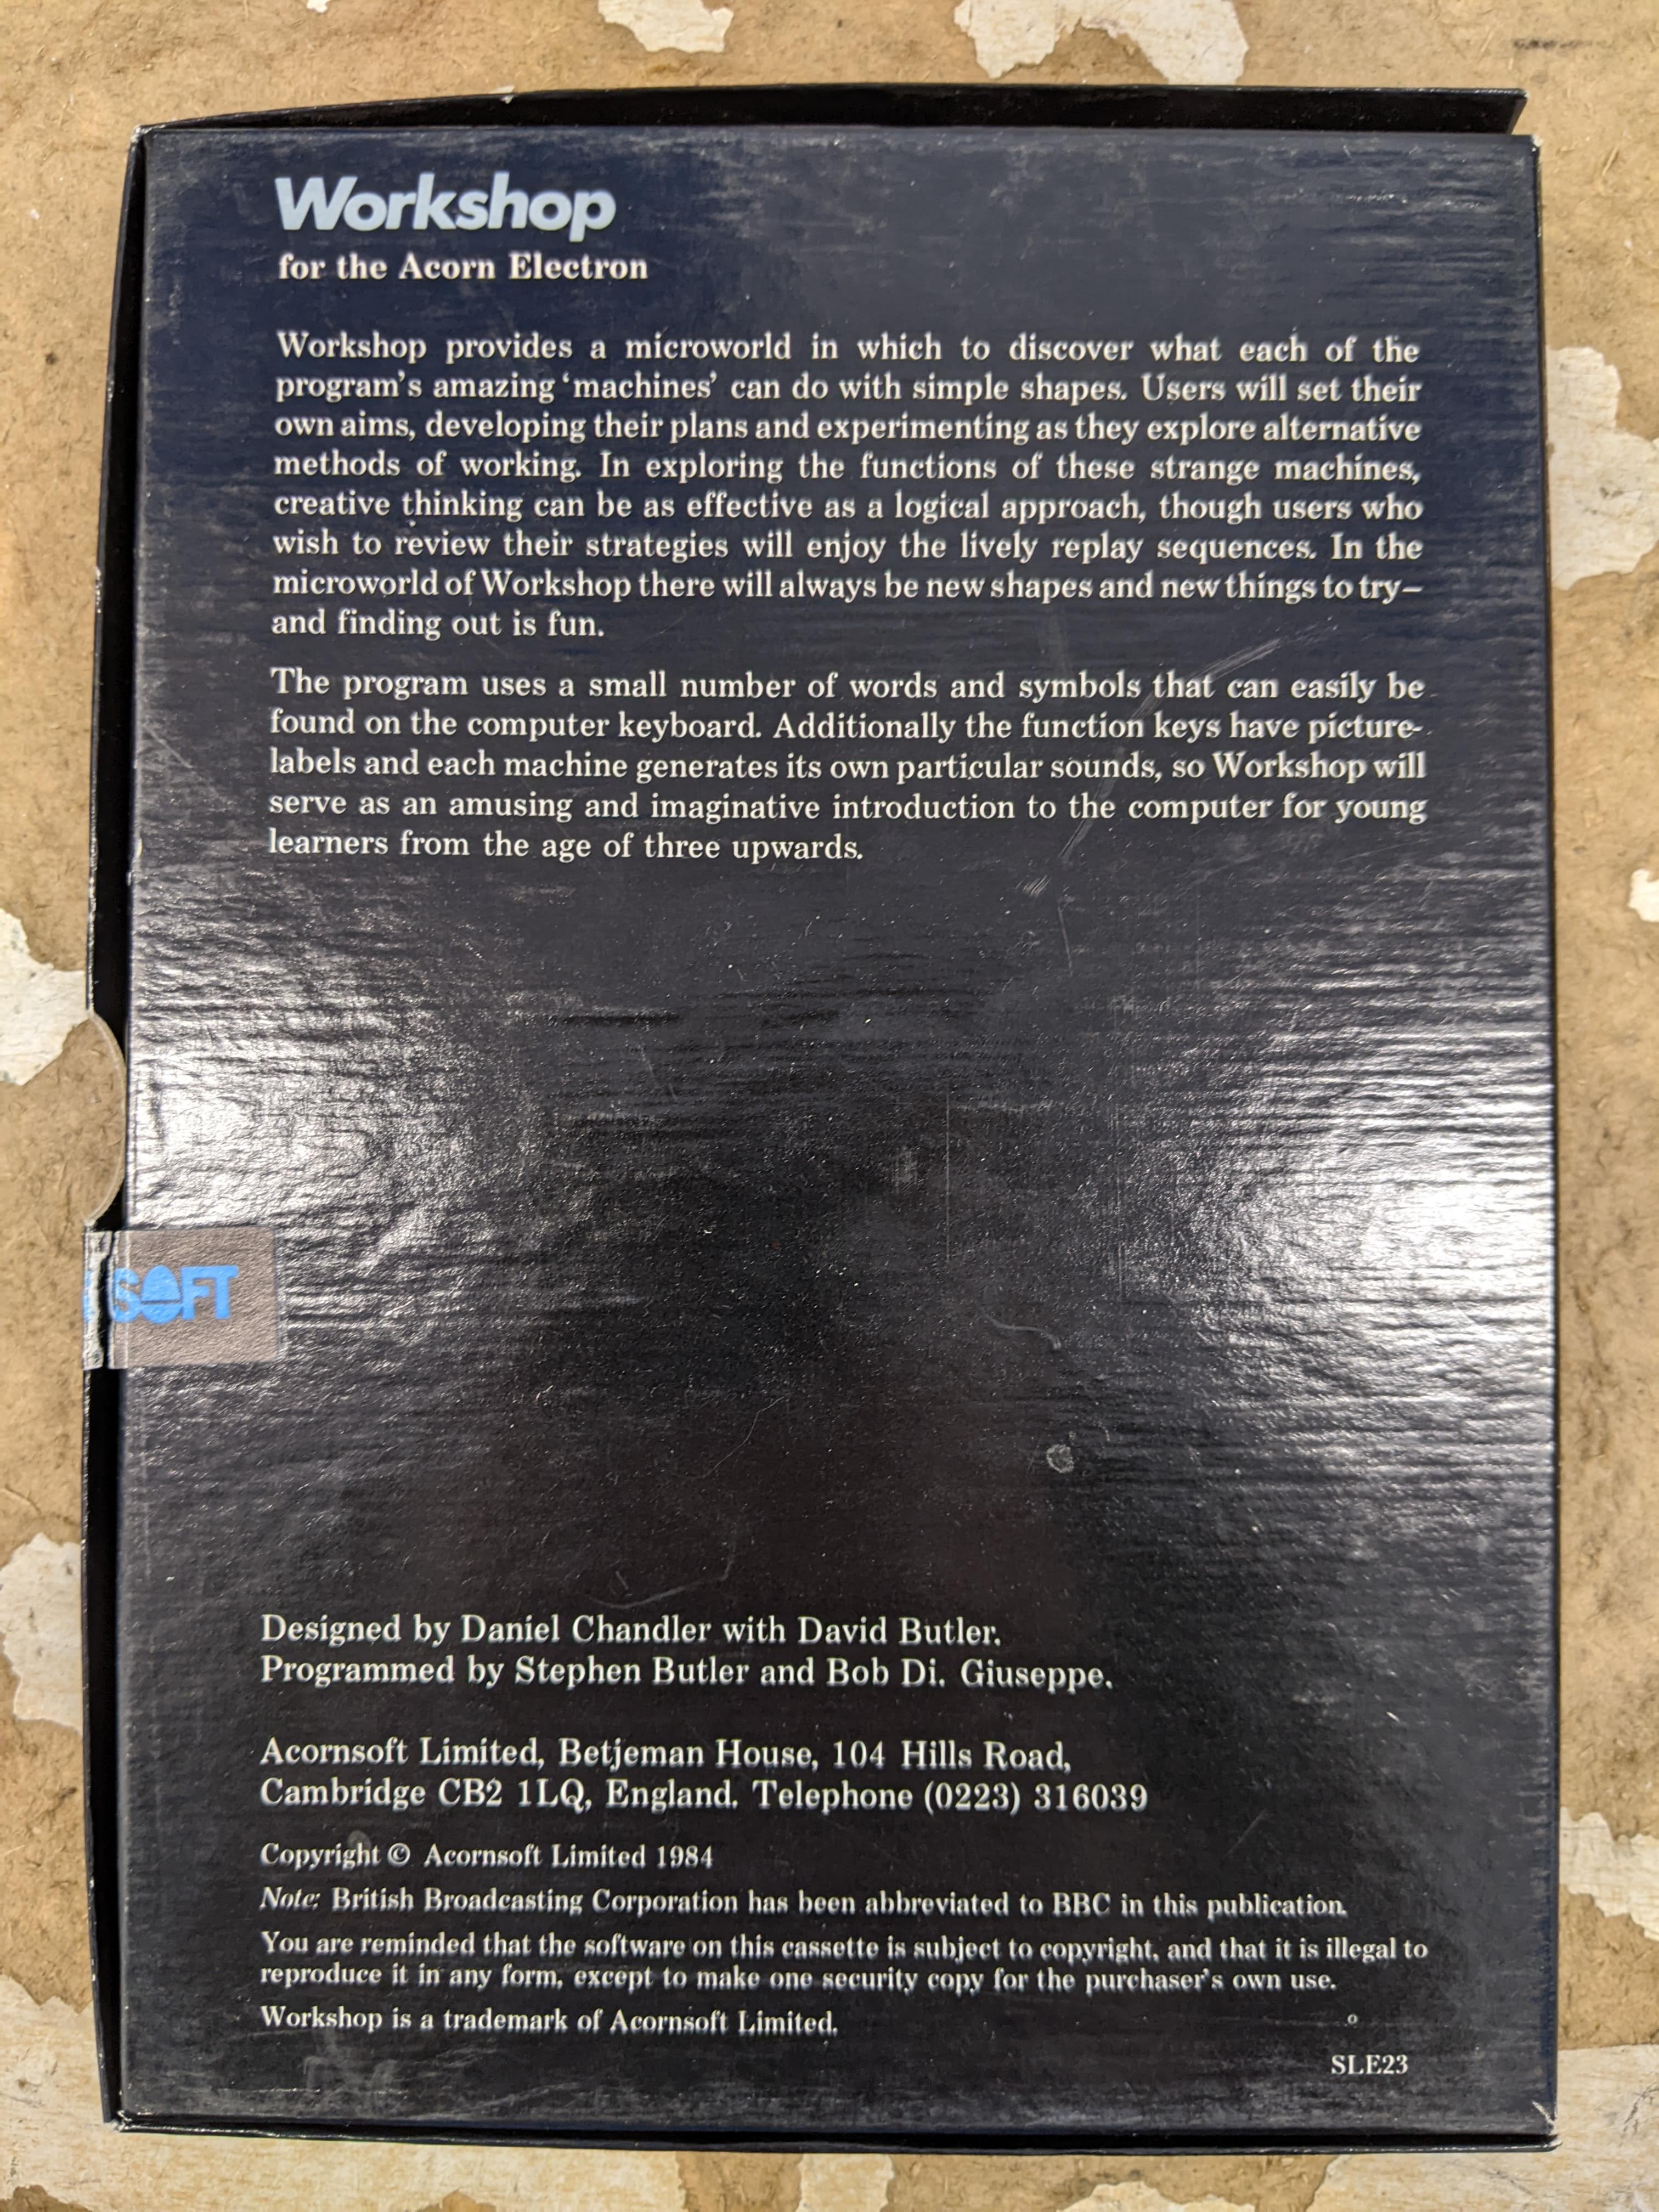 Workshop
for the Acorn Electron
Workshop provides a microworld in which to discover what each of the
program's amazing ‘machines’ can do with simple shapes. Users will set their
own aims, developing their plans and experimenting as they explore alternative
methods of working. In exploring the functions of these strange machines,
creative thinking can be as effective as a logical approach, though users who
wish to review their strategies will enjoy the lively replay sequences. In the
microworld of Workshop there will always be new shapes and new things to try–
and finding out is fun.
The program uses a small number of words and symbols that can easily be
found on the computer keyboard. Additionally the function keys have picture-
labels and each machine generates its own particular sounds, so Workshop will
serve as an amusing and imaginative introduction to the computer for young
learners from the age of three upwards.
SOFT
Designed by Daniel Chandler with David Butler.
Programmed by Stephen Butler and Bob Di. Giuseppe.
Acornsoft Limited, Betjeman House, 104 Hills Road,
Cambridge CB2 1LQ, England. Telephone (0223) 316039
Copyright © Acornsoft Limited 1984
Note: British Broadcasting Corporation has been abbreviated to BBC in this publication.
You are reminded that the software on this cassette is subject to copyright, and that it is illegal to
reproduce it in any form, except to make one security copy for the purchaser's own use.
Workshop is a trademark of Acornsoft Limited.
SLE23